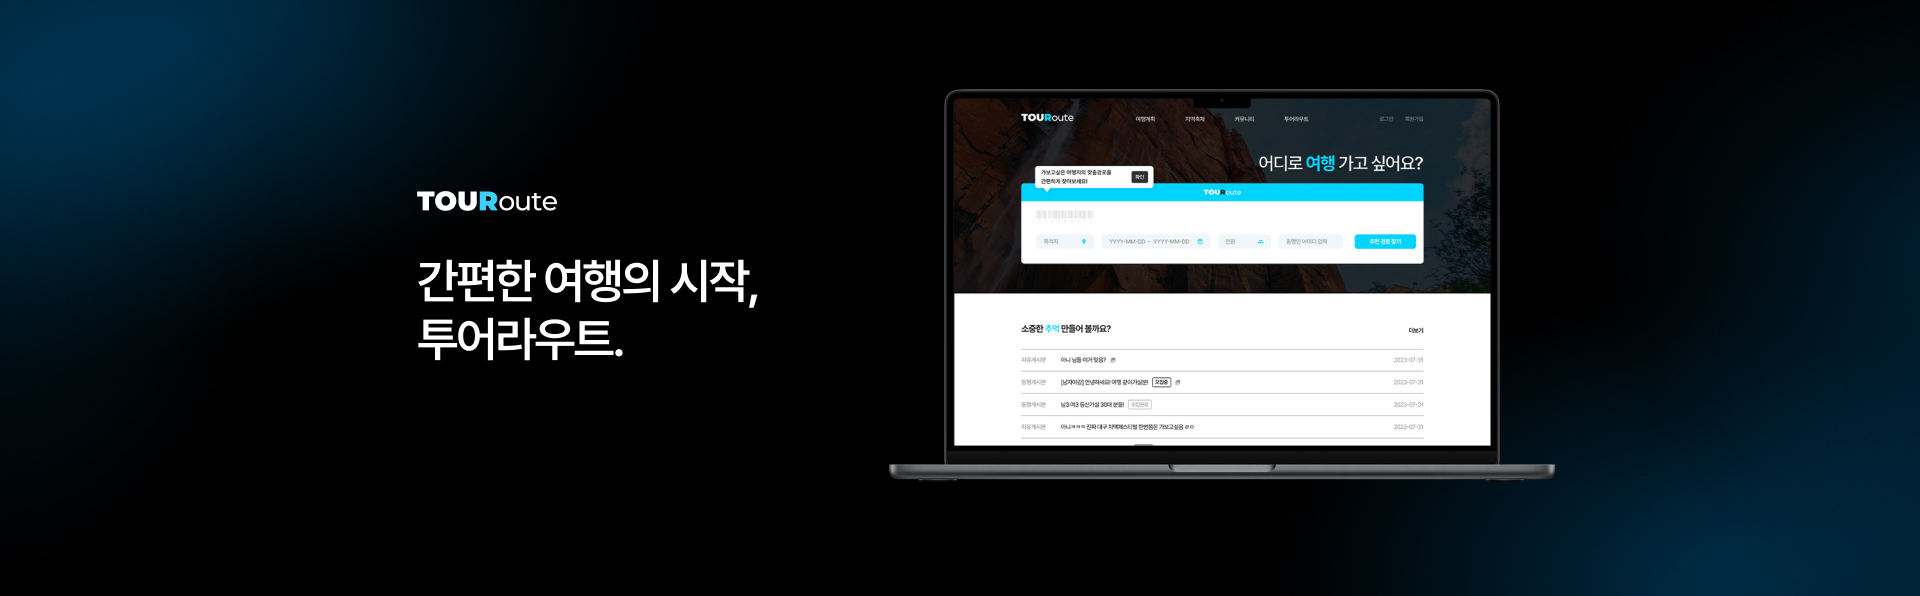 TOURoute
간편한 여행의 시작,
투어라우트.
TOURoute
여행계획
지역축제
커뮤니티
투어라우트
로그인
회원가입
어디로 여행 가고 싶어요?
가보고싶은 여행지의 맞춤경로를
간편하게 찾아보세요!
확인
TOURoute
목적지
YYYY-MM-DD ~ YYYY-MM-DD
인원
동행인 아이디 입력
추천 경로 찾기
소중한 추억 만들어 볼까요?
더보기
자유게시판 아니 님들 이거 맞음? 2023-07-31
동행게시판 [남자마감] 안녕하세요! 여행 같이가실분! 모집중 2023-07-31
동행게시판 남3 여3 등산가실 30대 분들! 모집완료 2023-07-31
자유게시판 아니ㅋㅋㅋ 진짜 대구 지역페스티벌 한번쯤은 가보고싶음 ㄹㅇ 2023-07-31